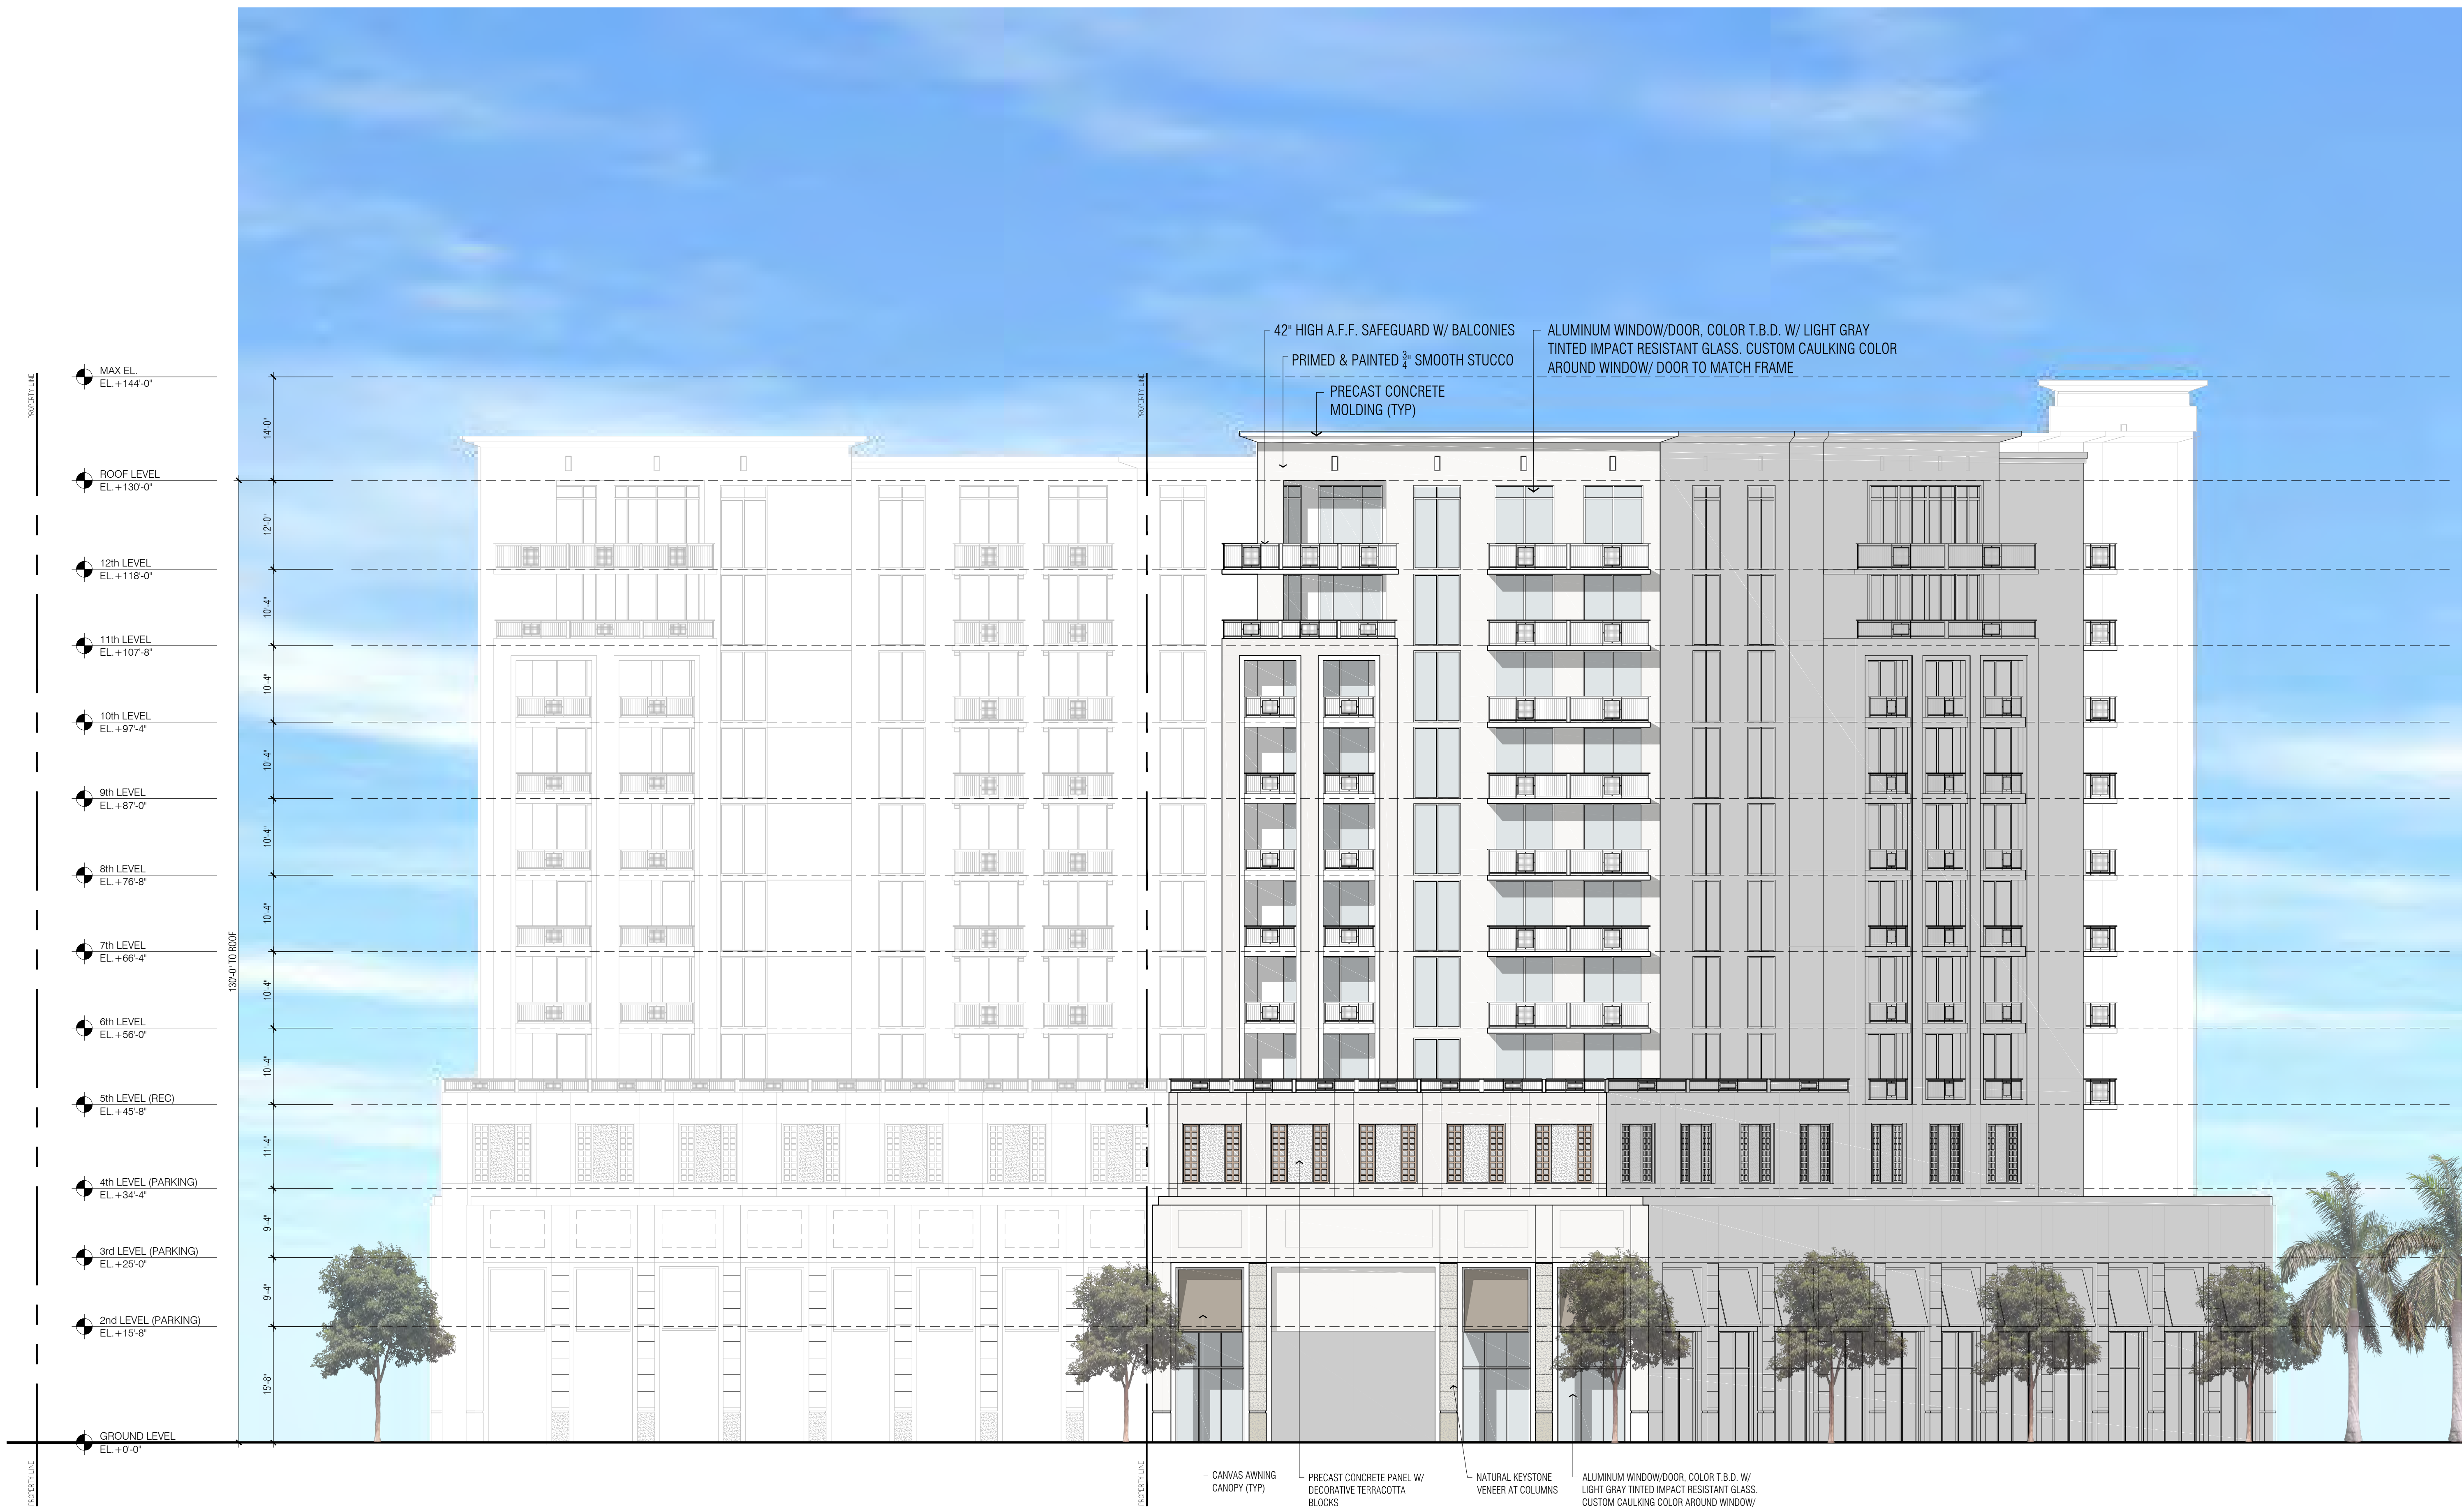 42" HIGH A.F.F. SAFEGUARD W/ BALCONIES
PRIMED & PAINTED 3/4" SMOOTH STUCCO
PRECAST CONCRETE
MOLDING (TYP)
ALUMINUM WINDOW/DOOR, COLOR T.B.D. W/ LIGHT GRAY
TINTED IMPACT RESISTANT GLASS. CUSTOM CAULKING COLOR
AROUND WINDOW/ DOOR TO MATCH FRAME
PROPERTY LINE
PROPERTY LINE
MAX EL.
EL.+144'-0"
14'-0"
ROOF LEVEL
EL.+130'-0"
12'-0"
12th LEVEL
EL.+118'-0"
10'-4"
11th LEVEL
EL.+107'-8"
10'-4"
10th LEVEL
EL.+97'-4"
10'-4"
9th LEVEL
EL.+87'-0"
10'-4"
8th LEVEL
EL.+76'-8"
10'-4"
7th LEVEL
EL.+66'-4"
130'-0" TO ROOF
10'-4"
6th LEVEL
EL.+56'-0"
10'-4"
5th LEVEL (REC)
EL.+45'-8"
11'-4"
4th LEVEL (PARKING)
EL.+34'-4"
9'-4"
3rd LEVEL (PARKING)
EL.+25'-0"
9'-4"
2nd LEVEL (PARKING)
EL.+15'-8"
15'-8"
GROUND LEVEL
EL.+0'-0"
PROPERTY LINE
PROPERTY LINE
CANVAS AWNING
CANOPY (TYP)
PRECAST CONCRETE PANEL W/
DECORATIVE TERRACOTTA
BLOCKS
NATURAL KEYSTONE
VENEER AT COLUMNS
ALUMINUM WINDOW/DOOR, COLOR T.B.D. W/
LIGHT GRAY TINTED IMPACT RESISTANT GLASS.
CUSTOM CAULKING COLOR AROUND WINDOW/